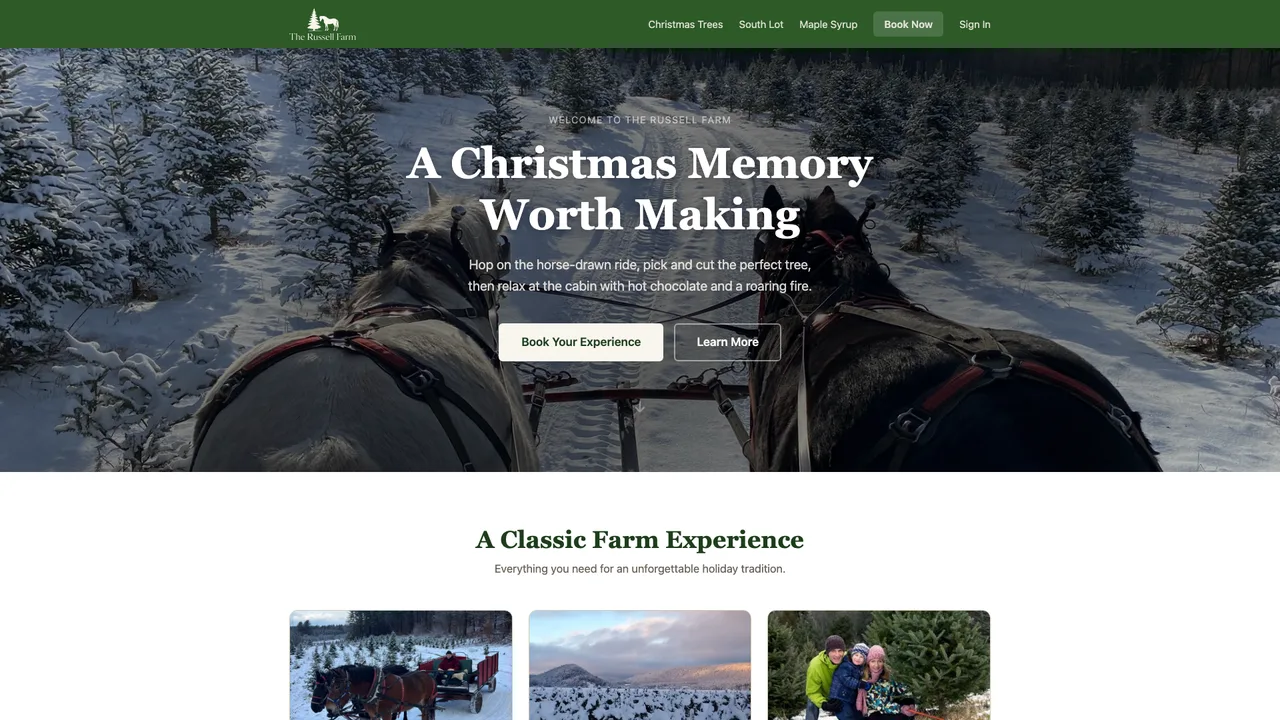 The Russell Farm
Christmas Trees
South Lot
Maple Syrup
Book Now
Sign In
WELCOME TO THE RUSSELL FARM
A Christmas Memory
Worth Making
Hop on the horse-drawn ride, pick and cut the perfect tree,
then relax at the cabin with hot chocolate and a roaring fire.
Book Your Experience
Learn More
A Classic Farm Experience
Everything you need for an unforgettable holiday tradition.